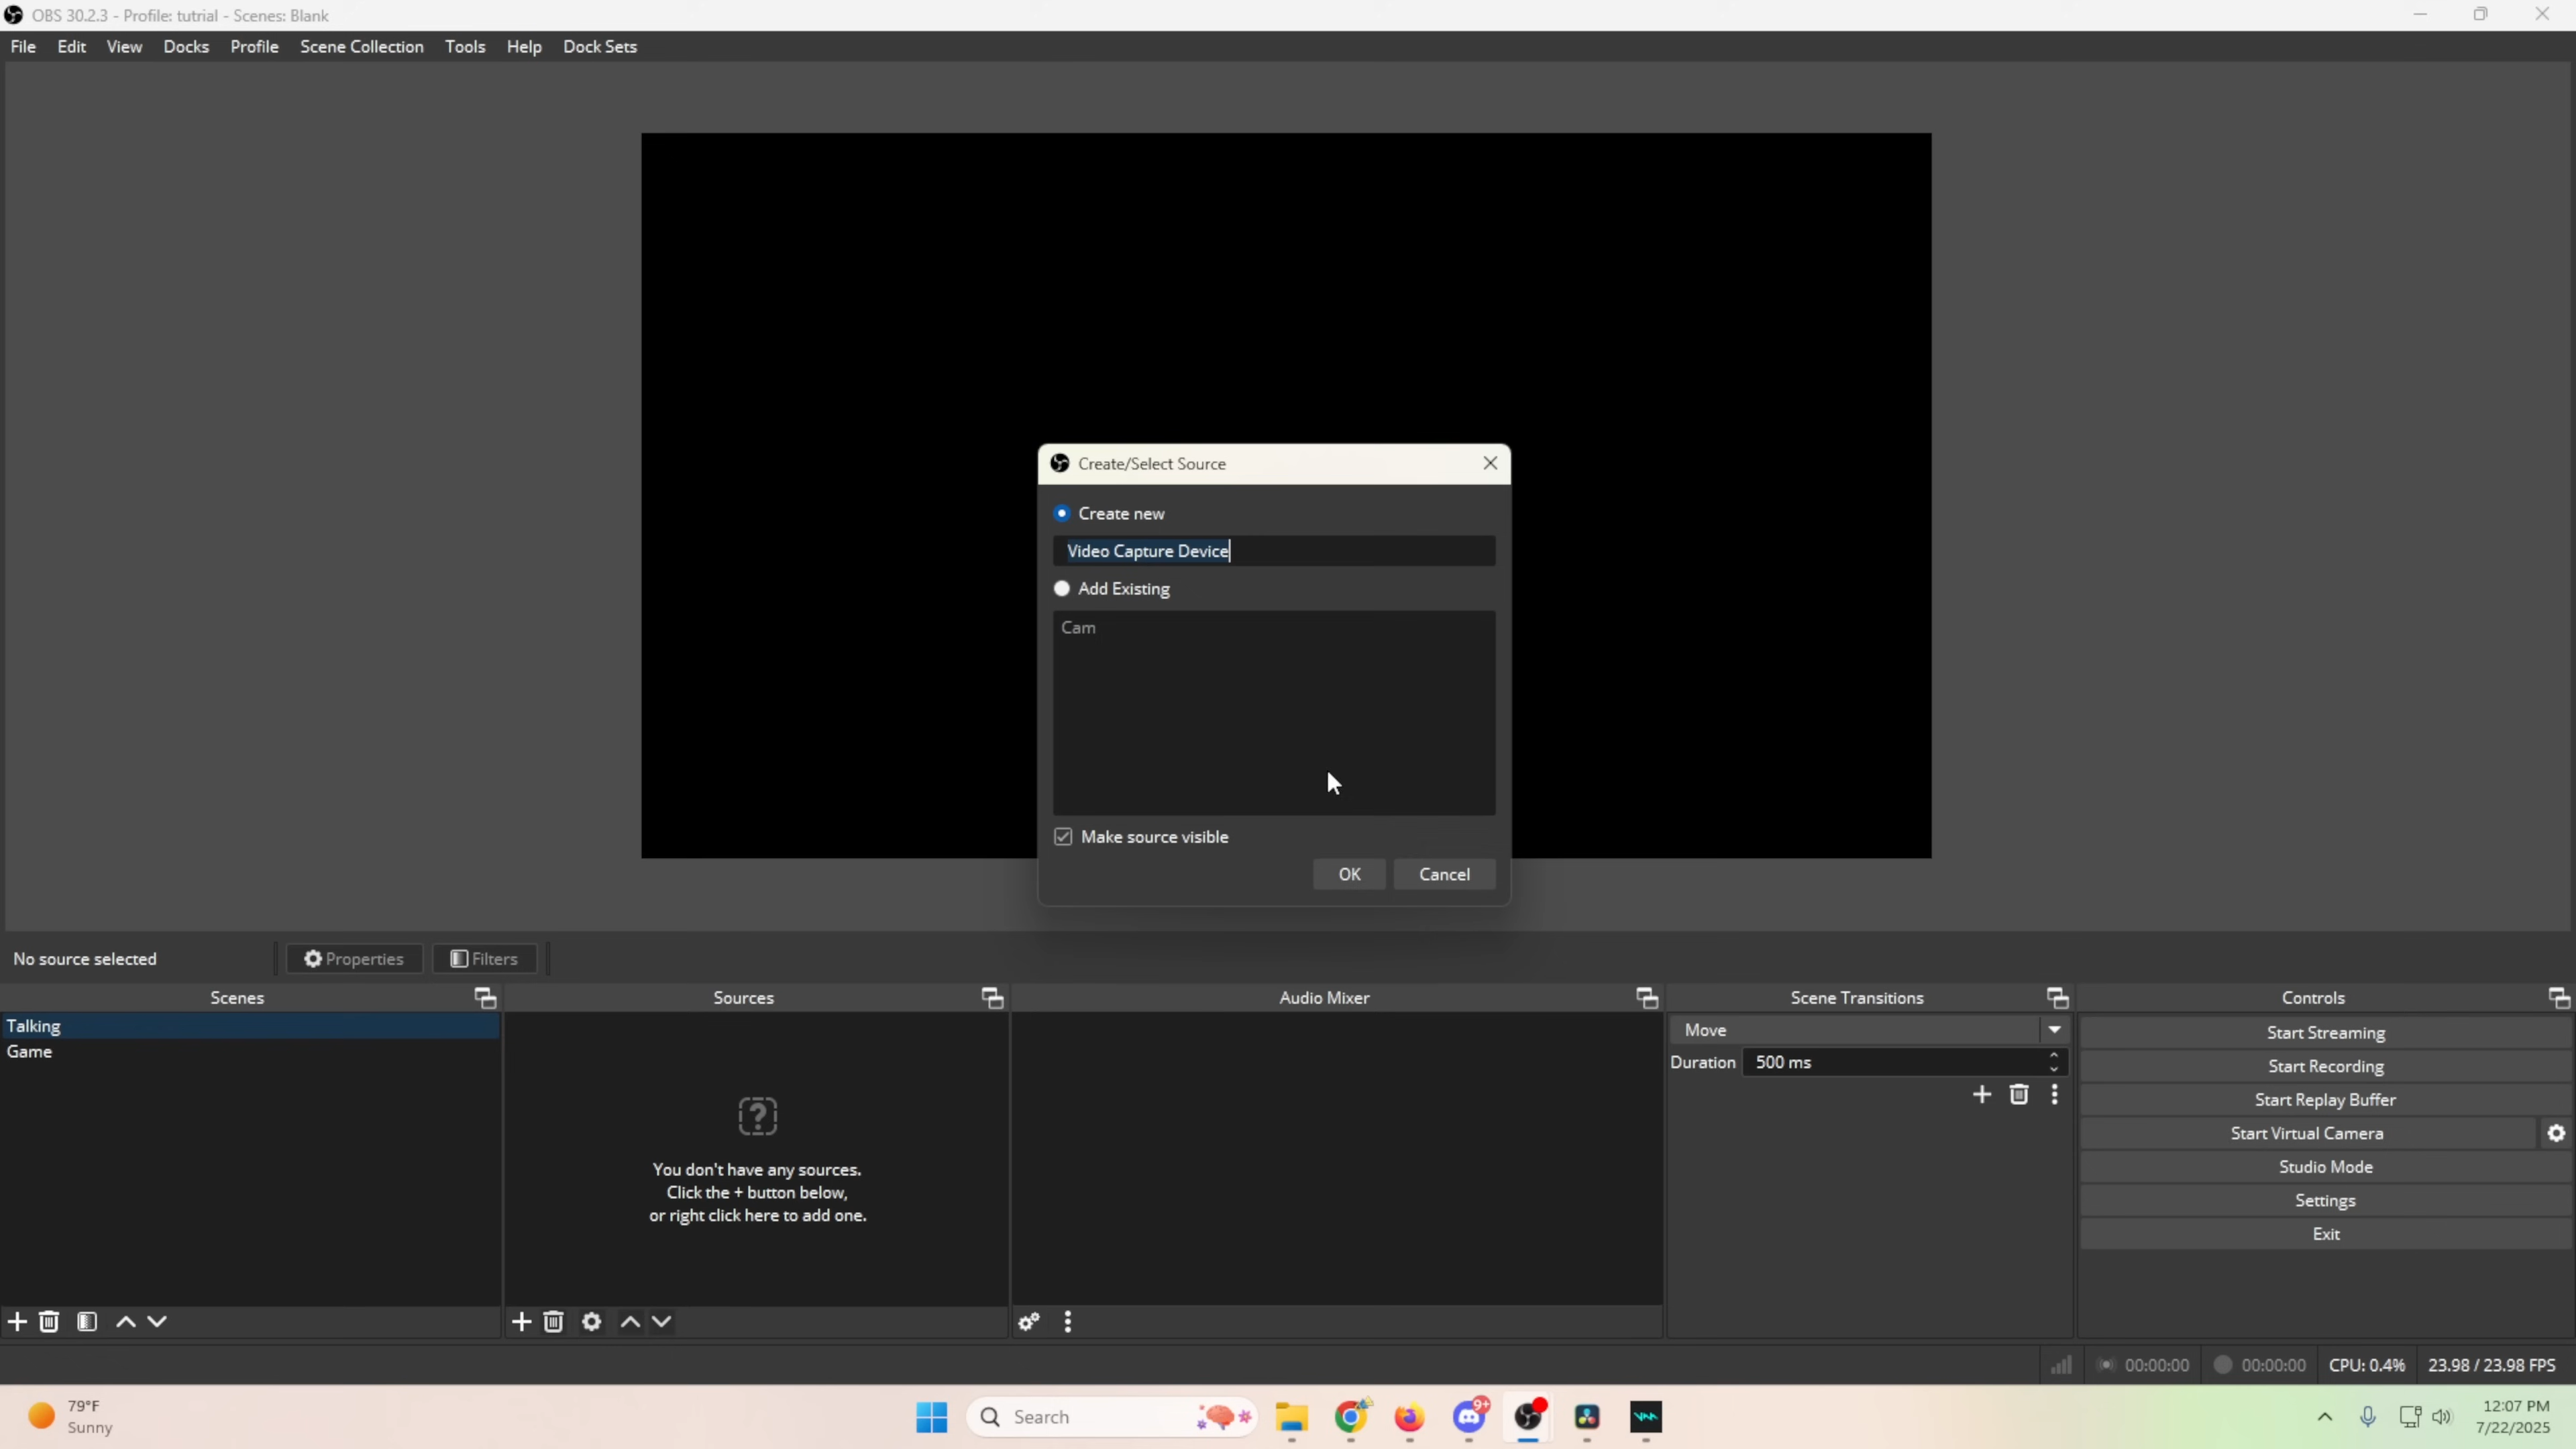 OBS 30.2.3 - Profile: tutrial - Scenes: Blank
File Edit View Docks Profile Scene Collection Tools Help Dock Sets
Create/Select Source
Create new
Video Capture Device
Add Existing
Cam
Make source visible
OK Cancel
No source selected Properties Filters
Scenes Sources Audio Mixer Scene Transitions Controls
Talking
Game
You don't have any sources.
Click the + button below,
or right click here to add one.
Move
Duration 500 ms
Start Streaming
Start Recording
Start Replay Buffer
Start Virtual Camera
Studio Mode
Settings
Exit
00:00:00 00:00:00 CPU: 0.4% 23.98 / 23.98 FPS
79°F
Sunny
Search
9+
12:07 PM
7/22/2025